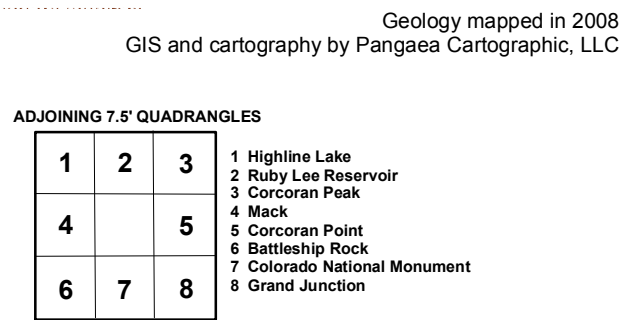 Geology mapped in 2008
GIS and cartography by Pangaea Cartographic, LLC
ADJOINING 7.5' QUADRANGLES
1 2 3
4 5
6 7 8
1 Highline Lake
2 Ruby Lee Reservoir
3 Corcoran Peak
4 Mack
5 Corcoran Point
6 Battleship Rock
7 Colorado National Monument
8 Grand Junction